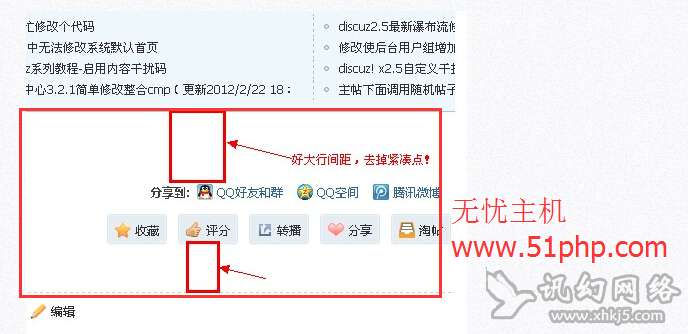 忙修改个代码
discuz2.5最新瀑布流修
中无法修改系统默认首页
修改使后台用户组增加
z系列教程-启用内容干扰码
discuz! x2.5自定义干扰
中心3.2.1简单修改整合cmp ( 更新2012/2/22 18 :
主帖下面调用随机帖子
好大行间距，去掉紧凑点!
分享到: QQ好友和群 QQ空间 腾讯微博
收藏 评分 转播 分享 淘帖
无忧主机
www.51php.com
编辑
讯幻网络
www.xhkj5.com